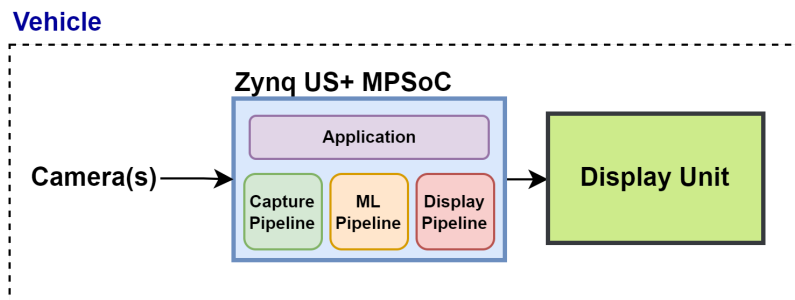 Vehicle
Zynq US+ MPSoC
Application
Camera(s)
Capture
Pipeline
ML
Pipeline
Display
Pipeline
Display Unit